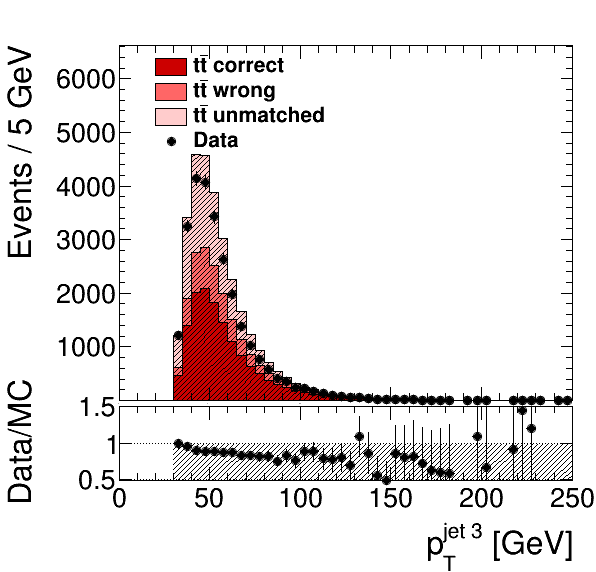 Events / 5 GeV
6000
5000
4000
3000
2000
1000
tt̄ correct
tt̄ wrong
tt̄ unmatched
Data
Data/MC
1.5
1
0.5
0 50 100 150 200 250
p_T^{jet 3} [GeV]